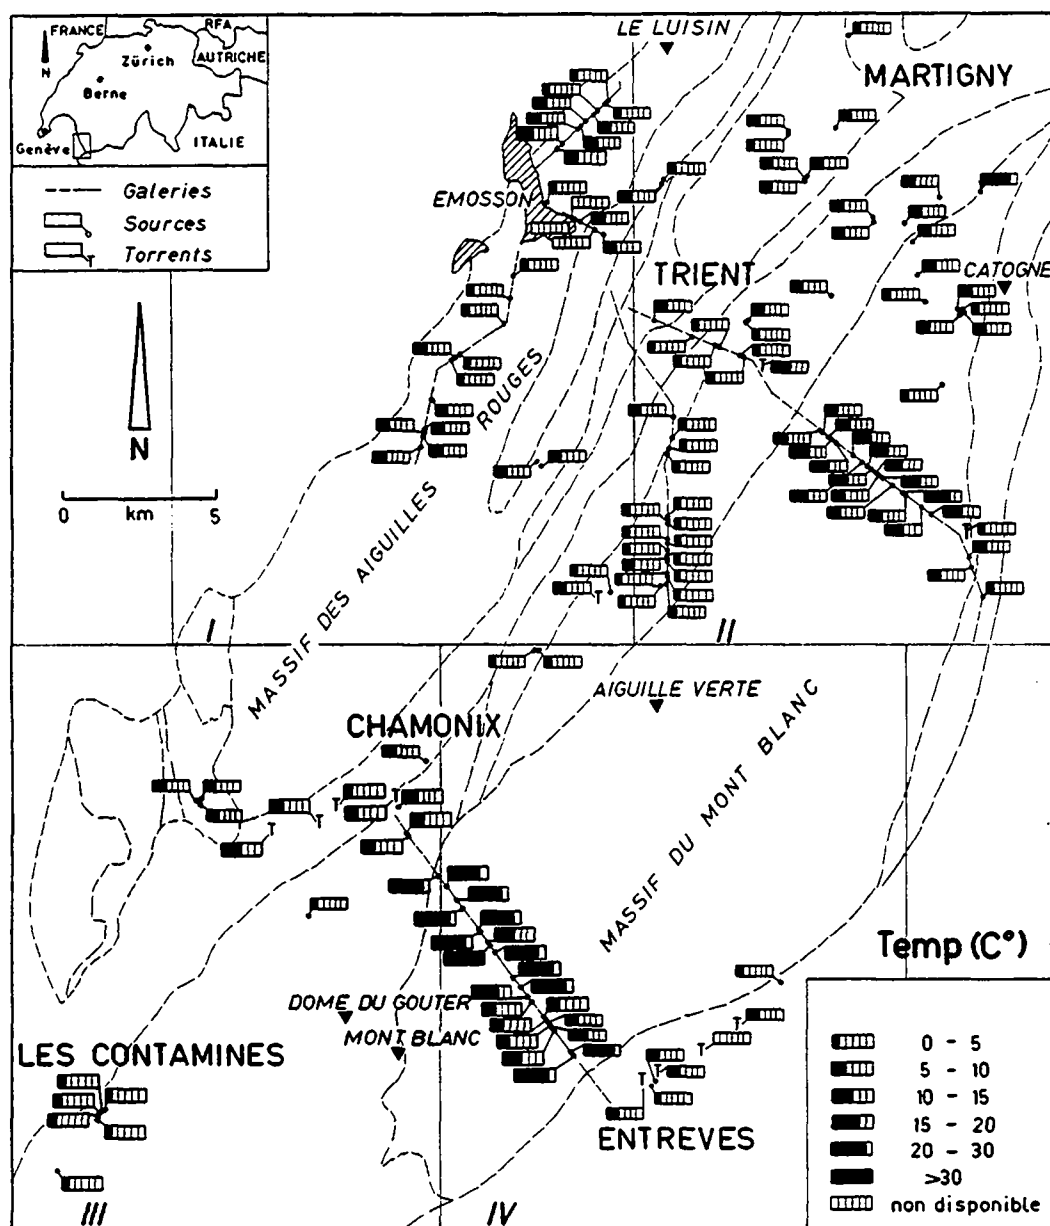 FRANCE
RFA
AUTRICHE
Zürich
N
Berne
ITALIE
Genève
Galeries
Sources
Torrents
LE LUISIN
MARTIGNY
EMOSSON
TRIENT
CATOGNE
N
0 km 5
MASSIF DES AIGUILLES ROUGES
I
II
AIGUILLE VERTE
CHAMONIX
MASSIF DU MONT BLANC
Temp (C°)
DOME DU GOUTER
MONT BLANC
LES CONTAMINES
ENTREVES
0 - 5
5 - 10
10 - 15
15 - 20
20 - 30
>30
non disponible
III
IV
T
T
T
T
T
T
T
T
T
T
T
T
T